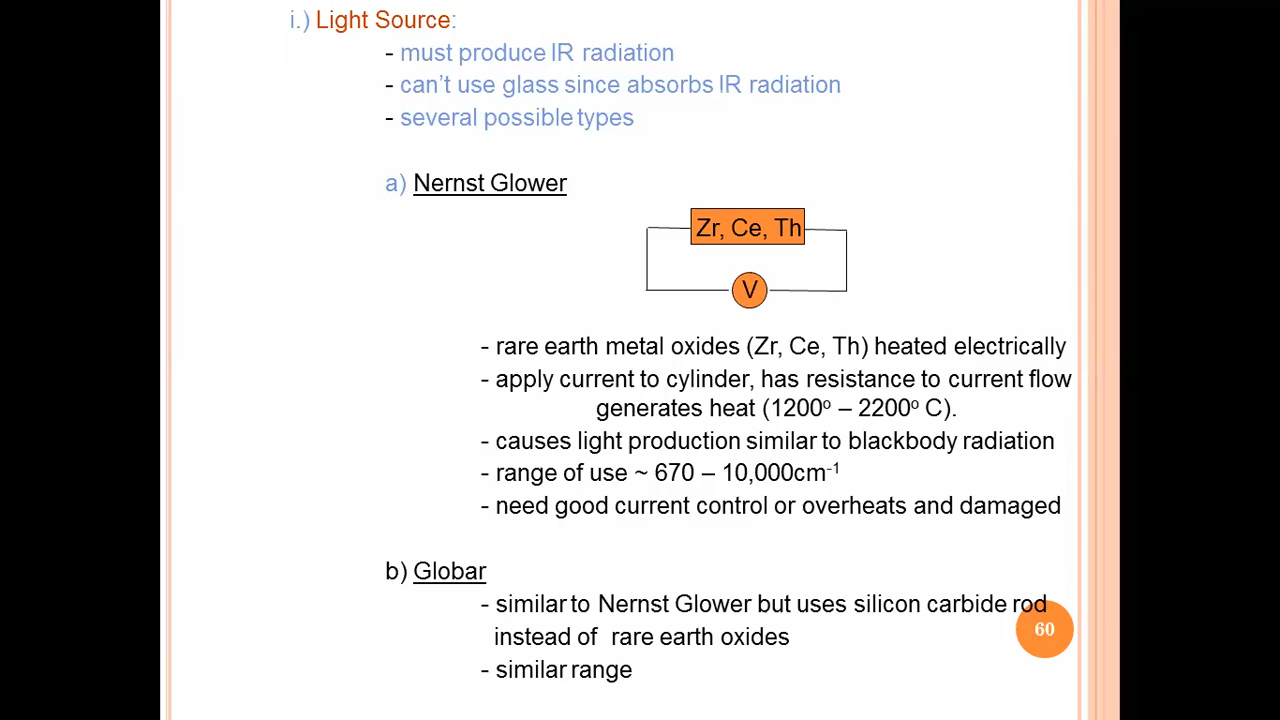 i.) Light Source:
- must produce IR radiation
- can’t use glass since absorbs IR radiation
- several possible types
a) Nernst Glower
Zr, Ce, Th
V
- rare earth metal oxides (Zr, Ce, Th) heated electrically
- apply current to cylinder, has resistance to current flow
generates heat (1200º – 2200º C).
- causes light production similar to blackbody radiation
- range of use ~ 670 – 10,000cm⁻¹
- need good current control or overheats and damaged
b) Globar
- similar to Nernst Glower but uses silicon carbide rod
instead of rare earth oxides
- similar range
60